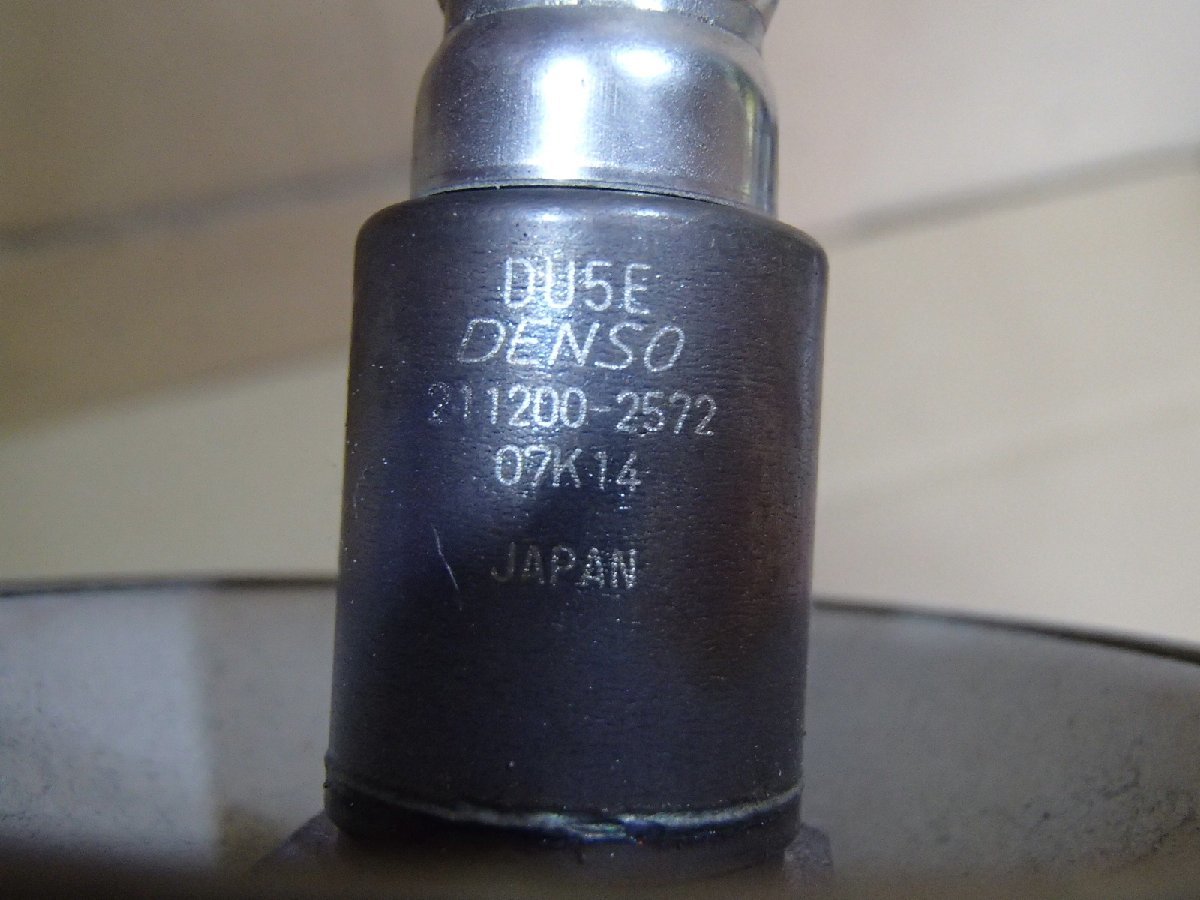 DU5E
DENSO
211200-2572
07K14
JAPAN